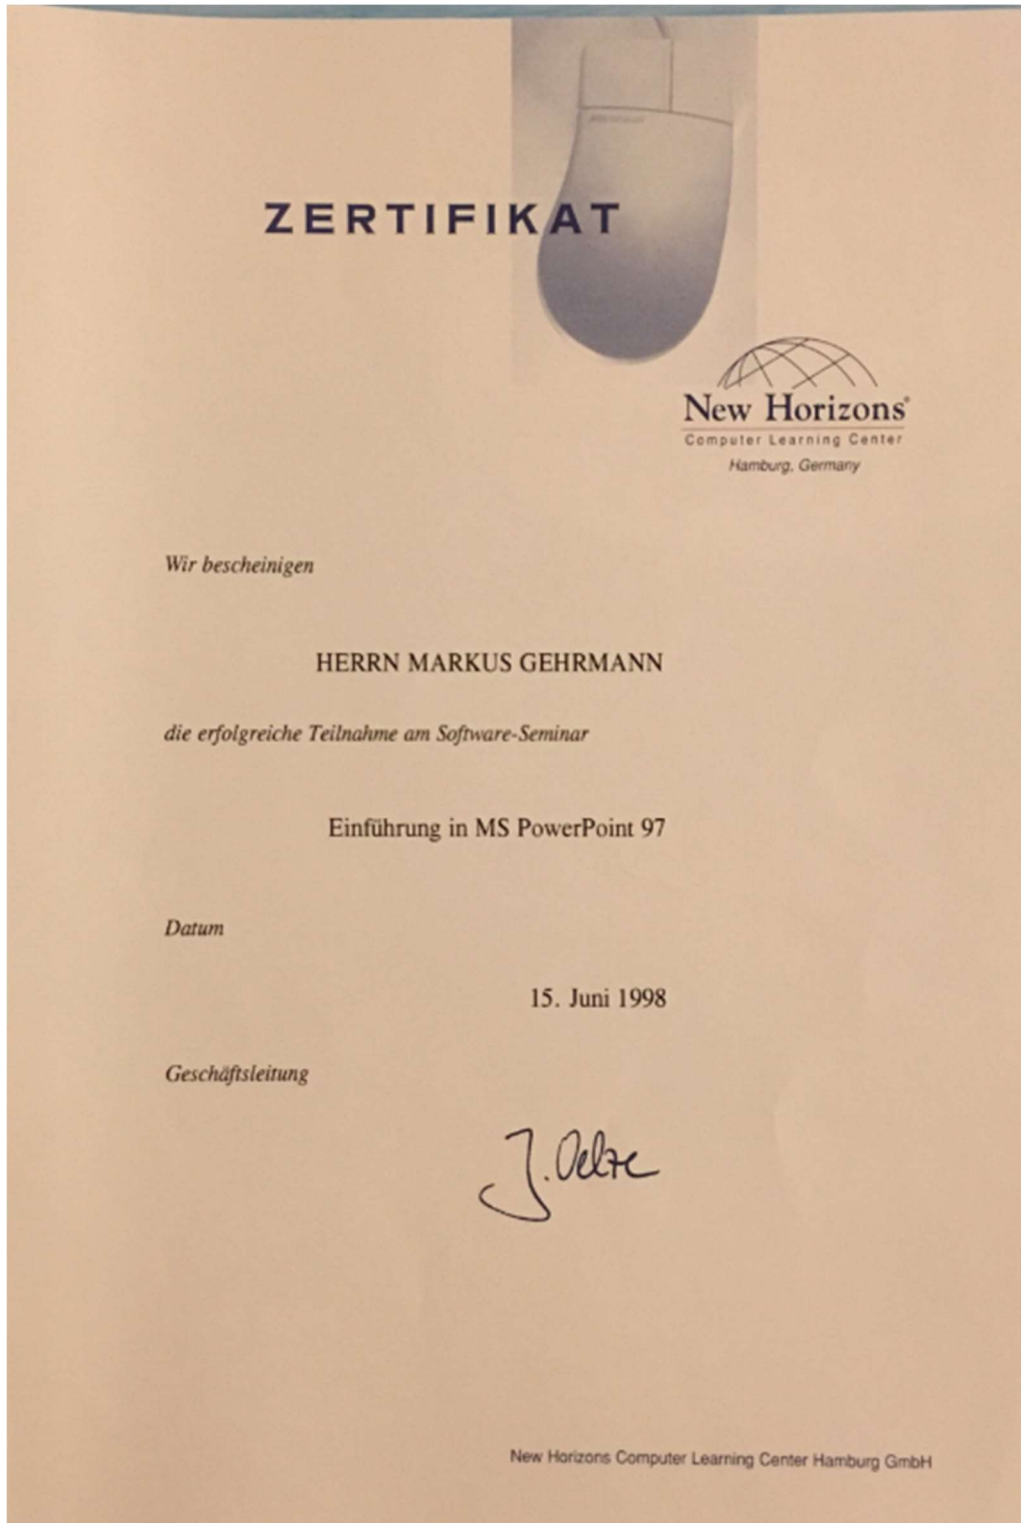 ZERTIFIKAT
New Horizons®
Computer Learning Center
Hamburg, Germany
Wir bescheinigen
HERRN MARKUS GEHRMANN
die erfolgreiche Teilnahme am Software-Seminar
Einführung in MS PowerPoint 97
Datum
15. Juni 1998
Geschäftsleitung
J. Oelze
New Horizons Computer Learning Center Hamburg GmbH